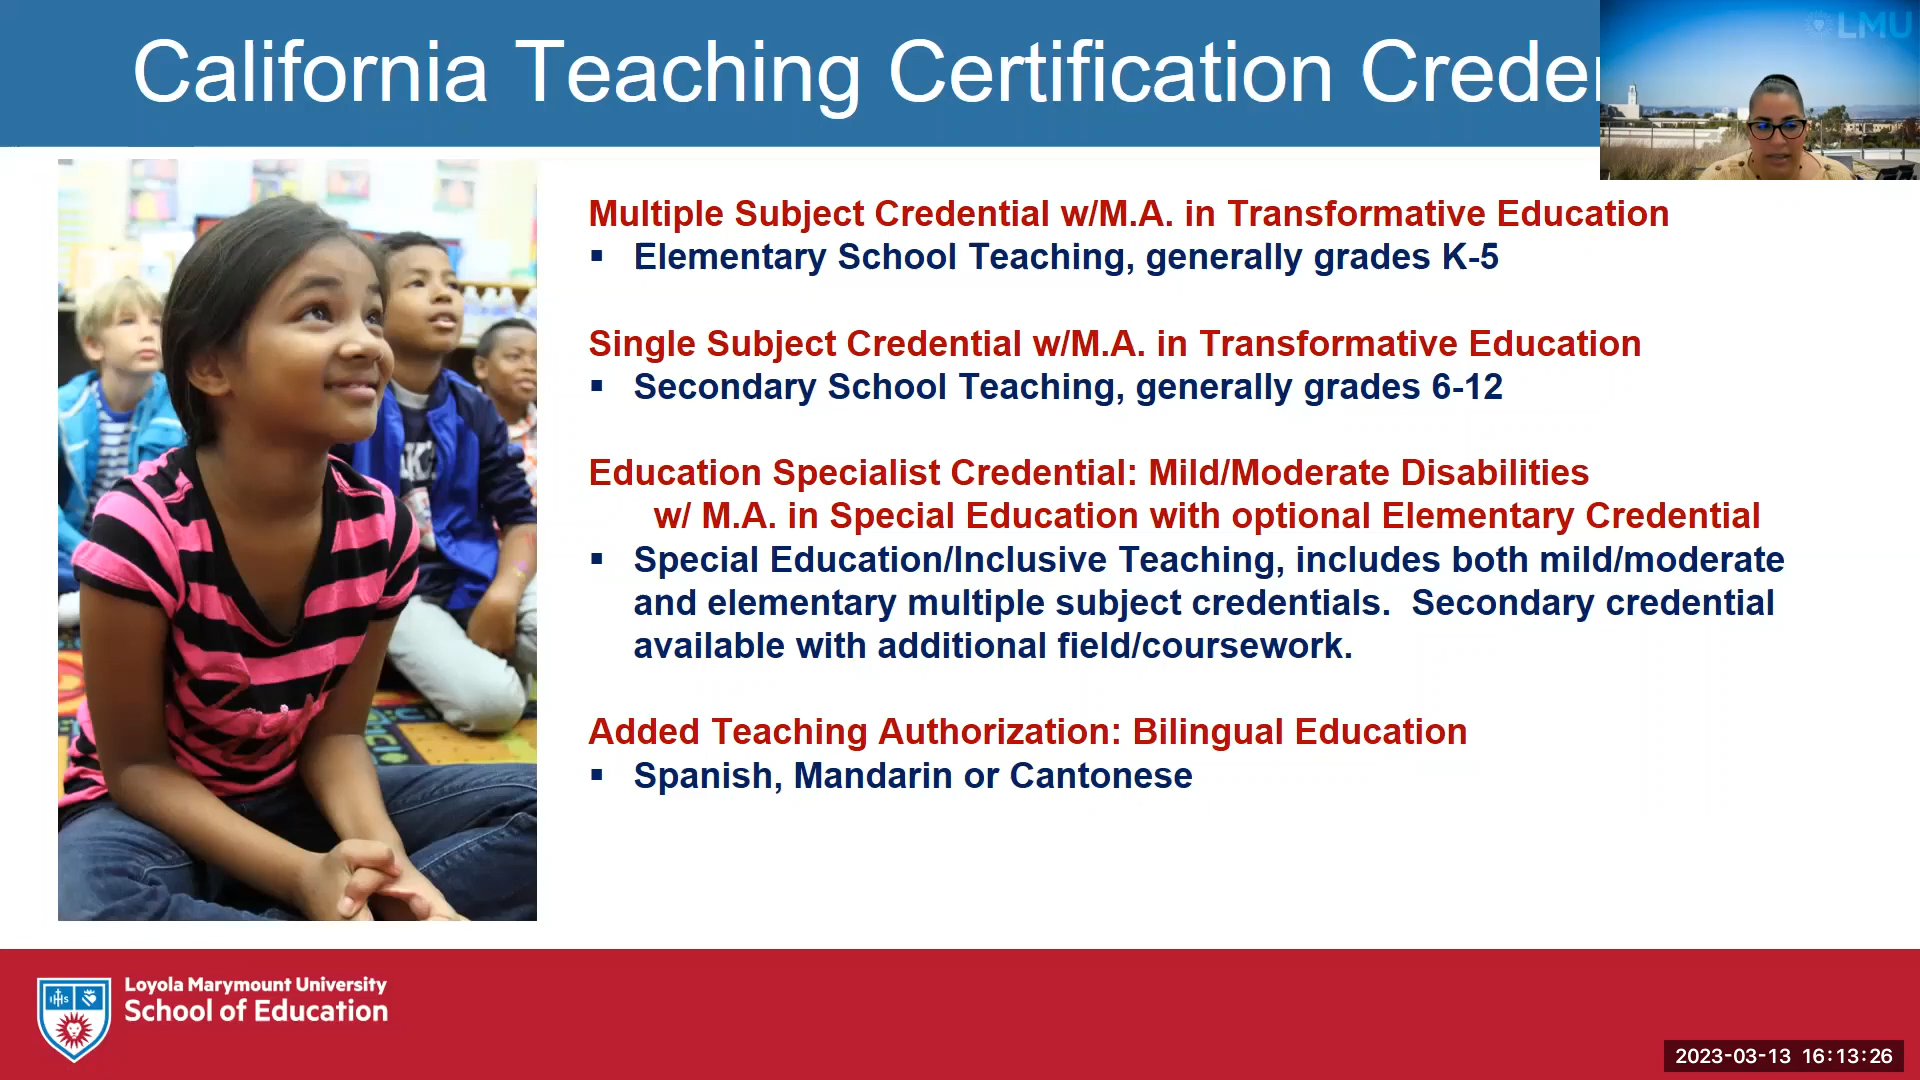 California Teaching Certification Creden
LMU
Multiple Subject Credential w/M.A. in Transformative Education
▪ Elementary School Teaching, generally grades K-5
Single Subject Credential w/M.A. in Transformative Education
▪ Secondary School Teaching, generally grades 6-12
Education Specialist Credential: Mild/Moderate Disabilities
w/ M.A. in Special Education with optional Elementary Credential
▪ Special Education/Inclusive Teaching, includes both mild/moderate
and elementary multiple subject credentials. Secondary credential
available with additional field/coursework.
Added Teaching Authorization: Bilingual Education
▪ Spanish, Mandarin or Cantonese
Loyola Marymount University
School of Education
2023-03-13 16:13:26